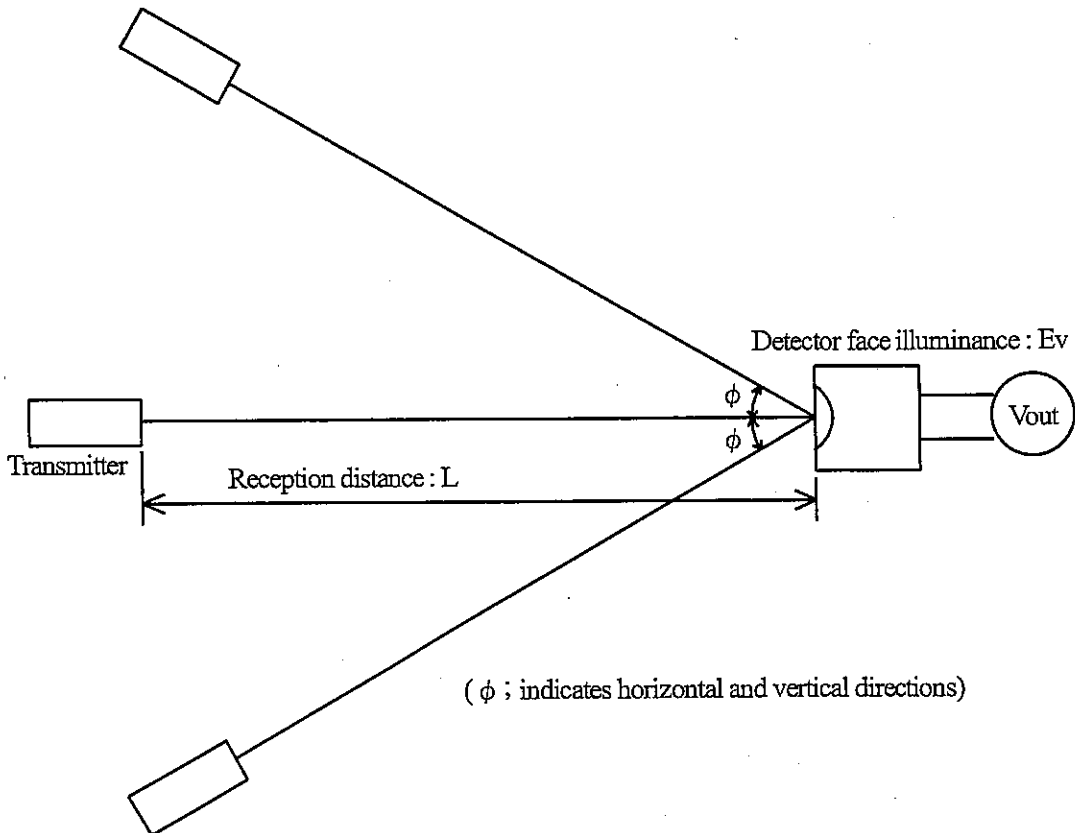 Detector face illuminance : Ev
ϕ
ϕ
Vout
Transmitter
Reception distance : L
( ϕ ; indicates horizontal and vertical directions)